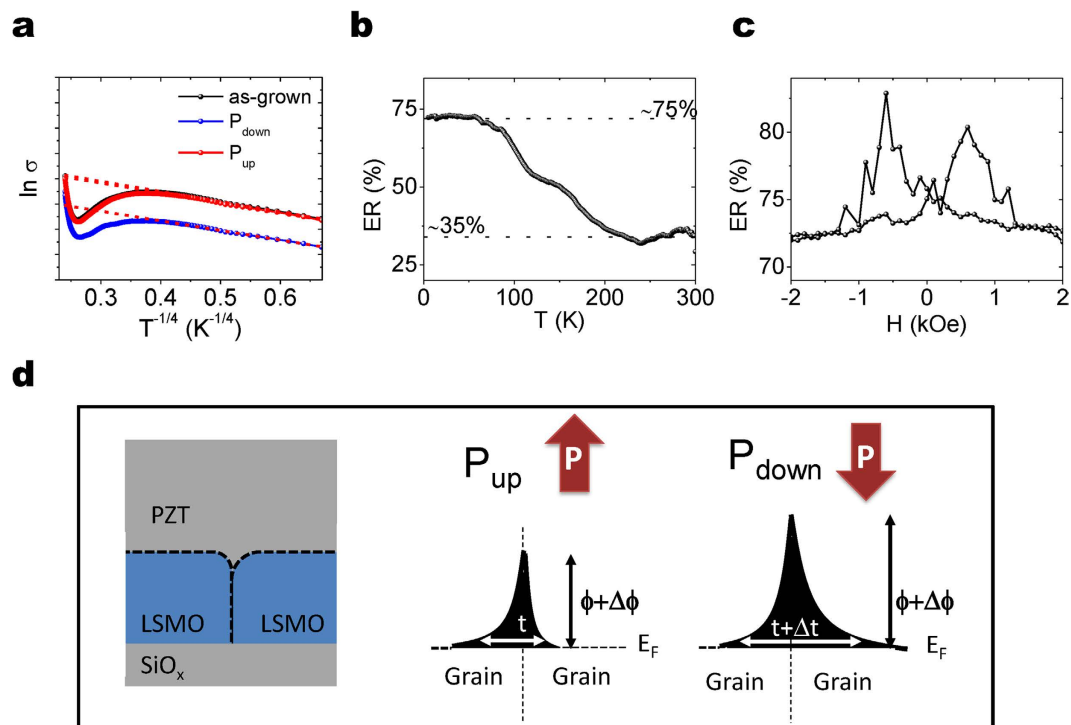 a
as-grown
P_down
P_up
ln σ
0.3 0.4 0.5 0.6
T^-1/4 (K^-1/4)
b
~75%
~35%
ER (%)
75
50
25
0 100 200 300
T (K)
c
ER (%)
80
75
70
-2 -1 0 1 2
H (kOe)
d
PZT
LSMO LSMO
SiO_x
P_up
P
ϕ+Δϕ
t
E_F
Grain Grain
P_down
P
ϕ+Δϕ
t+Δt
E_F
Grain Grain